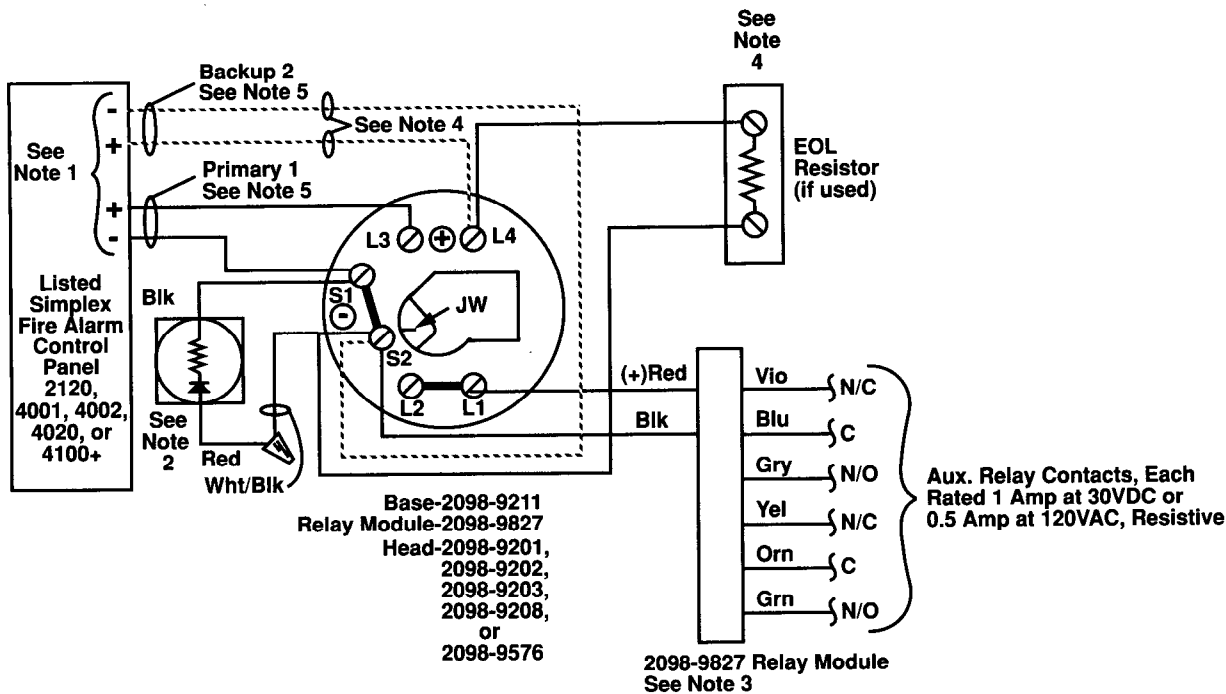 See
Note
4
Backup 2
See Note 5
-
+
See Note 4
See
Note 1
Primary 1
See Note 5
+
-
EOL
Resistor
(if used)
L3
+
L4
Listed
Simplex
Fire Alarm
Control
Panel
2120,
4001, 4002,
4020, or
4100+
Blk
S1
-
JW
S2
L2
L1
See
Note
2
Red
Wht/Blk
(+)Red
Blk
Vio
N/C
Blu
C
Gry
N/O
Yel
N/C
Orn
C
Grn
N/O
Aux. Relay Contacts, Each
Rated 1 Amp at 30VDC or
0.5 Amp at 120VAC, Resistive
Base-2098-9211
Relay Module-2098-9827
Head-2098-9201,
2098-9202,
2098-9203,
2098-9208,
or
2098-9576
2098-9827 Relay Module
See Note 3